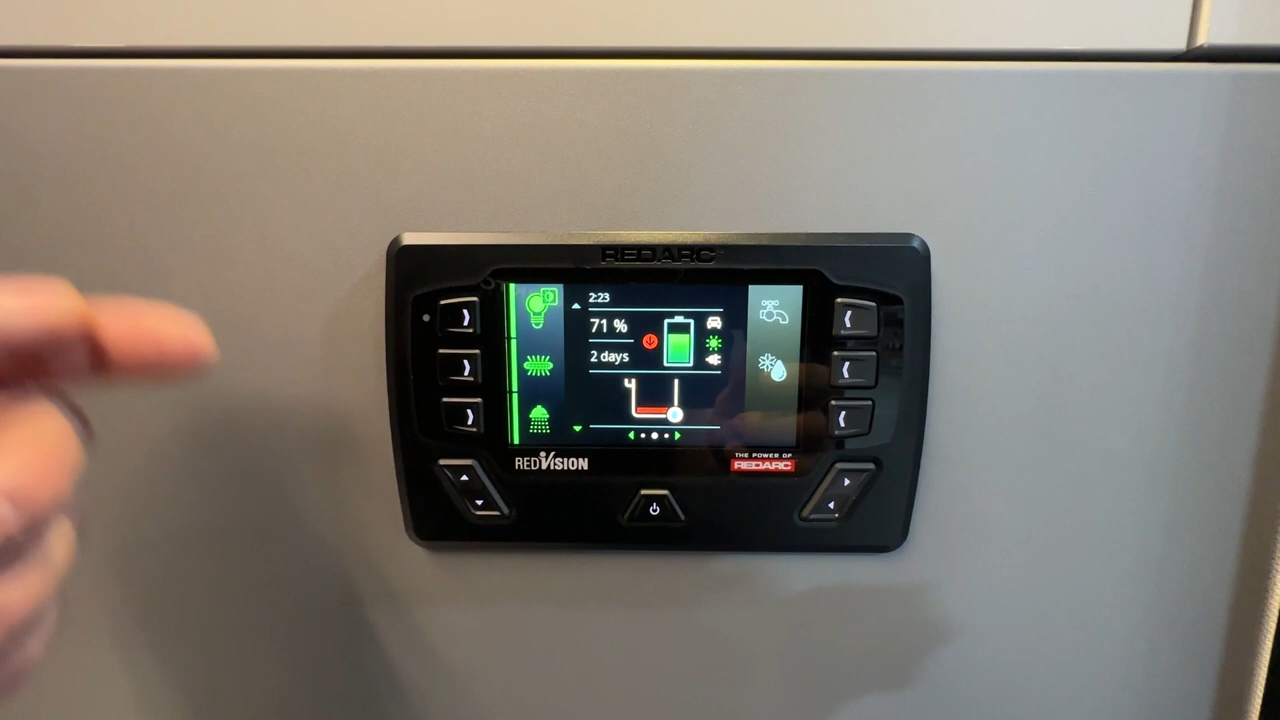 REDARC
2:23
71 %
2 days
REDVISION
THE POWER OF
REDARC